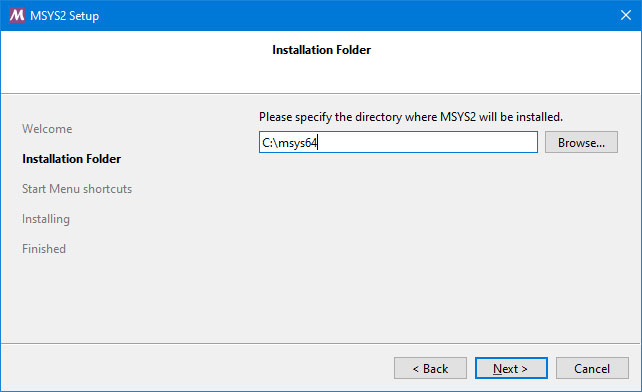 MSYS2 Setup
Installation Folder
Please specify the directory where MSYS2 will be installed.
C:\msys64
Browse...
Welcome
Installation Folder
Start Menu shortcuts
Installing
Finished
< Back
Next >
Cancel